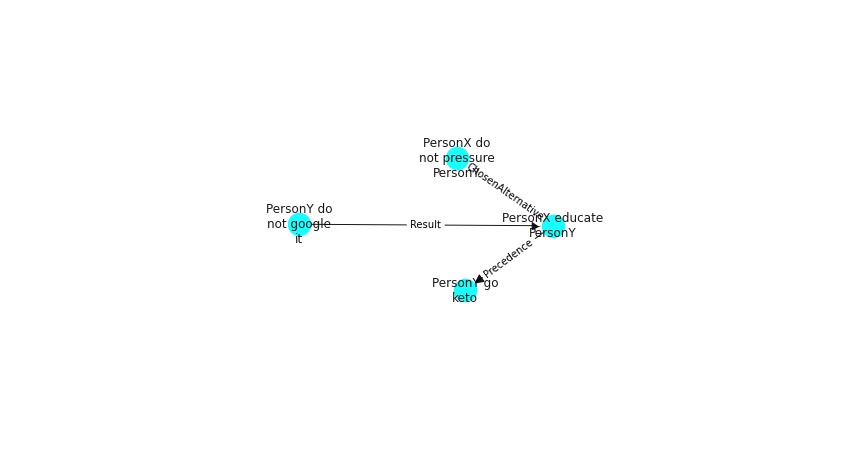 PersonX do
not pressure
PersonY
ChosenAlternative
PersonY do
not google
it
Result
PersonX educate
PersonY
Precedence
PersonY go
keto